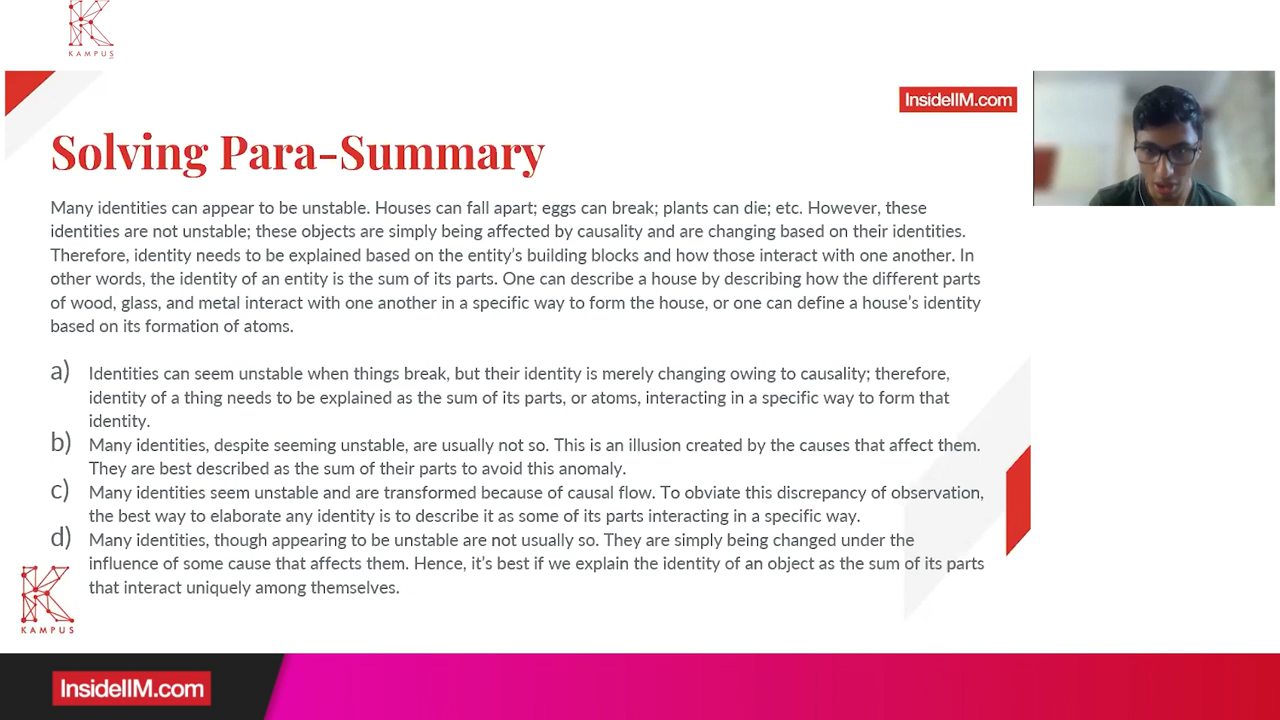 KAMPUS
InsideIIM.com
Solving Para-Summary
Many identities can appear to be unstable. Houses can fall apart; eggs can break; plants can die; etc. However, these
identities are not unstable; these objects are simply being affected by causality and are changing based on their identities.
Therefore, identity needs to be explained based on the entity's building blocks and how those interact with one another. In
other words, the identity of an entity is the sum of its parts. One can describe a house by describing how the different parts
of wood, glass, and metal interact with one another in a specific way to form the house, or one can define a house's identity
based on its formation of atoms.
a) Identities can seem unstable when things break, but their identity is merely changing owing to causality; therefore,
identity of a thing needs to be explained as the sum of its parts, or atoms, interacting in a specific way to form that
identity.
b) Many identities, despite seeming unstable, are usually not so. This is an illusion created by the causes that affect them.
They are best described as the sum of their parts to avoid this anomaly.
c) Many identities seem unstable and are transformed because of causal flow. To obviate this discrepancy of observation,
the best way to elaborate any identity is to describe it as some of its parts interacting in a specific way.
d) Many identities, though appearing to be unstable are not usually so. They are simply being changed under the
influence of some cause that affects them. Hence, it's best if we explain the identity of an object as the sum of its parts
that interact uniquely among themselves.
KAMPUS
InsideIIM.com